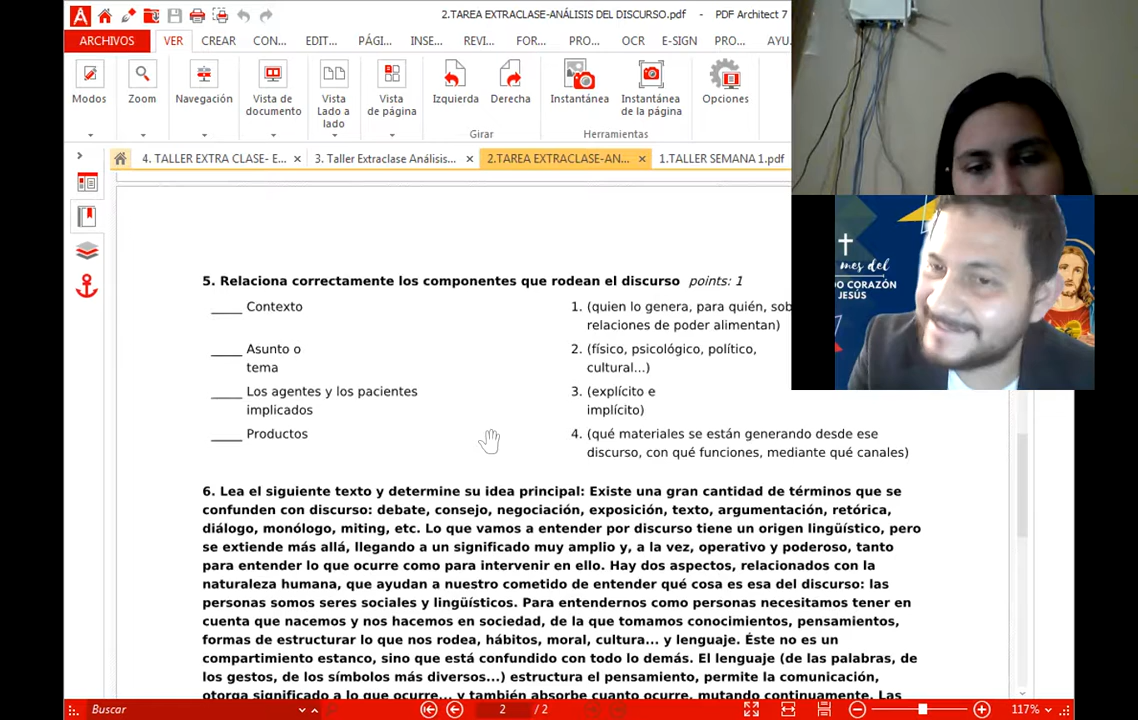 2.TAREA EXTRACLASE-ANÁLISIS DEL DISCURSO.pdf - PDF Architect 7
ARCHIVOS VER CREAR CON... EDIT... PÁGI... INSE... REVI... FOR... PRO... OCR E-SIGN PRO... AYU.
Modos Zoom Navegación Vista de documento Vista Lado a lado Vista de página Izquierda Derecha Instantánea Instantánea de la página Opciones
Girar Herramientas
4. TALLER EXTRA CLASE- E... 3. Taller Extraclase Análisis... 2.TAREA EXTRACLASE-AN... 1.TALLER SEMANA 1.pdf
mes del
O CORAZÓN
JESÚS
5. Relaciona correctamente los componentes que rodean el discurso points: 1
_____ Contexto
1. (quien lo genera, para quién, sob
relaciones de poder alimentan)
_____ Asunto o
tema
2. (físico, psicológico, político,
cultural...)
_____ Los agentes y los pacientes
implicados
3. (explícito e
implícito)
_____ Productos
4. (qué materiales se están generando desde ese
discurso, con qué funciones, mediante qué canales)
6. Lea el siguiente texto y determine su idea principal: Existe una gran cantidad de términos que se
confunden con discurso: debate, consejo, negociación, exposición, texto, argumentación, retórica,
diálogo, monólogo, miting, etc. Lo que vamos a entender por discurso tiene un origen lingüístico, pero
se extiende más allá, llegando a un significado muy amplio y, a la vez, operativo y poderoso, tanto
para entender lo que ocurre como para intervenir en ello. Hay dos aspectos, relacionados con la
naturaleza humana, que ayudan a nuestro cometido de entender qué cosa es esa del discurso: las
personas somos seres sociales y lingüísticos. Para entendernos como personas necesitamos tener en
cuenta que nacemos y nos hacemos en sociedad, de la que tomamos conocimientos, pensamientos,
formas de estructurar lo que nos rodea, hábitos, moral, cultura... y lenguaje. Éste no es un
compartimiento estanco, sino que está confundido con todo lo demás. El lenguaje (de las palabras, de
los gestos, de los símbolos más diversos...) estructura el pensamiento, permite la comunicación,
otorga significado a lo que ocurre... y también absorbe cuanto ocurre, mutando continuamente. Las
Buscar 2 / 2 117%